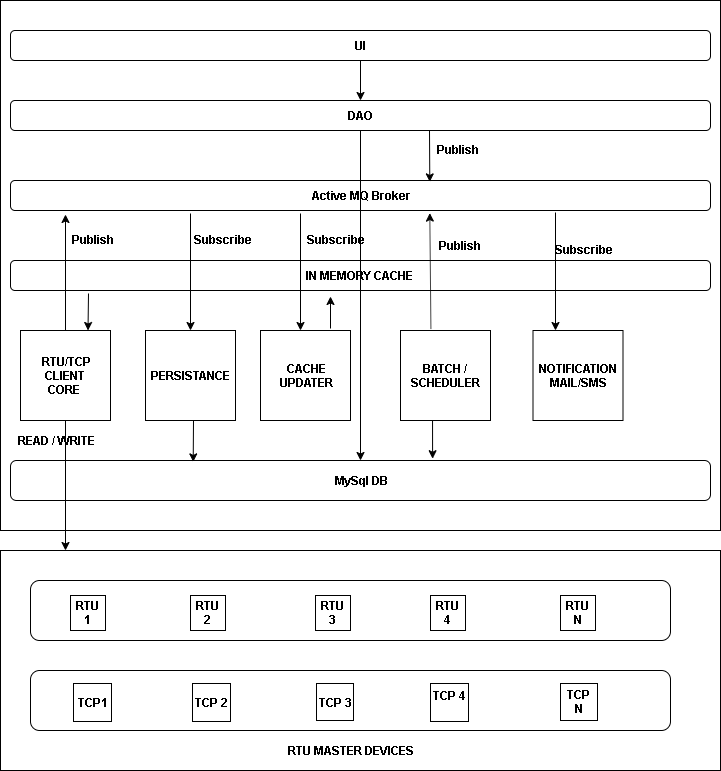 UI
DAO
Publish
Active MQ Broker
Publish
Subscribe
Subscribe
Publish
Subscribe
IN MEMORY CACHE
RTU/TCP
CLIENT
CORE
PERSISTANCE
CACHE
UPDATER
BATCH /
SCHEDULER
NOTIFICATION
MAIL/SMS
READ / WRITE
MySql DB
RTU
1
RTU
2
RTU
3
RTU
4
RTU
N
TCP1
TCP 2
TCP 3
TCP 4
TCP
N
RTU MASTER DEVICES